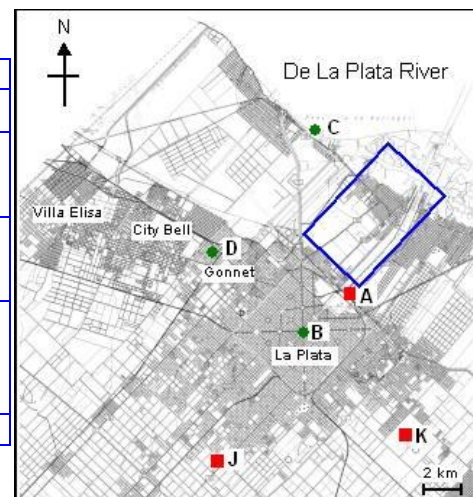 N
De La Plata River
C
Villa Elisa
City Bell
D
Gonnet
A
B
La Plata
K
J
2 km